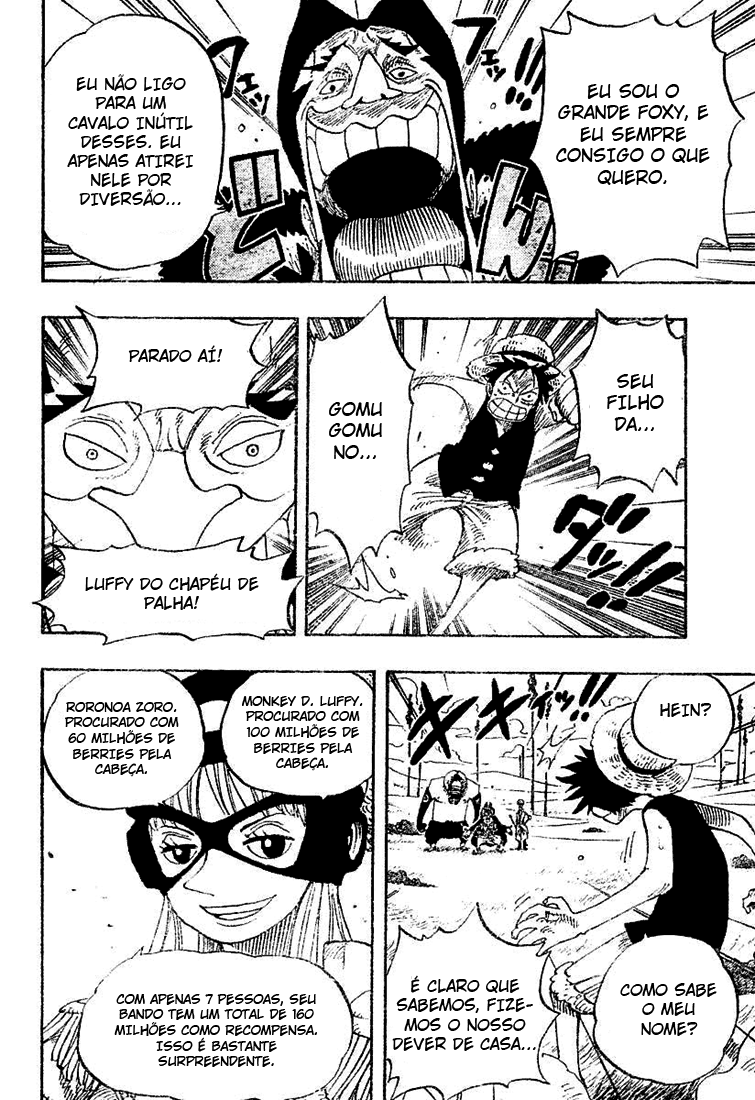 EU SOU O
GRANDE FOXY, E
EU SEMPRE
CONSIGO O QUE
QUERO.
EU NÃO LIGO
PARA UM
CAVALO INÚTIL
DESSES. EU
APENAS ATIREI
NELE POR
DIVERSÃO...
SEU
FILHO
DA...
GOMU
GOMU
NO...
ダッ
PARADO AÍ!
LUFFY DO CHAPÉU DE
PALHA!
HEIN?
COMO SABE
O MEU
NOME?
É CLARO QUE
SABEMOS, FIZE-
MOS O NOSSO
DEVER DE CASA...
MONKEY D. LUFFY.
PROCURADO COM
100 MILHÕES DE
BERRIES PELA
CABEÇA.
RORONOA ZORO.
PROCURADO COM
60 MILHÕES DE
BERRIES PELA
CABEÇA.
COM APENAS 7 PESSOAS, SEU
BANDO TEM UM TOTAL DE 160
MILHÕES COMO RECOMPENSA.
ISSO É BASTANTE
SURPREENDENTE.